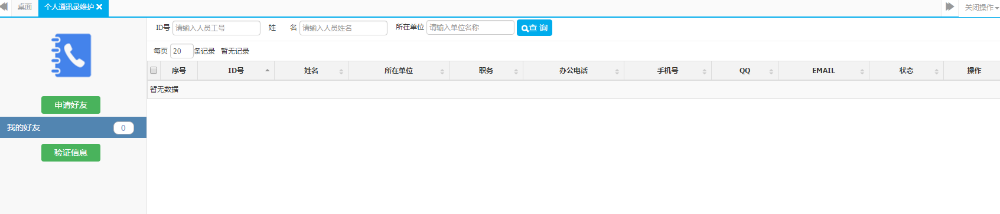 桌面 个人通讯录维护 关闭操作
ID号 请输入人员工号 姓 名 请输入人员姓名 所在单位 请输入单位名称 查 询
每页 20 条记录 暂无记录
序号 ID号 姓名 所在单位 职务 办公电话 手机号 QQ EMAIL 状态 操作
暂无数据
申请好友
我的好友 0
验证信息